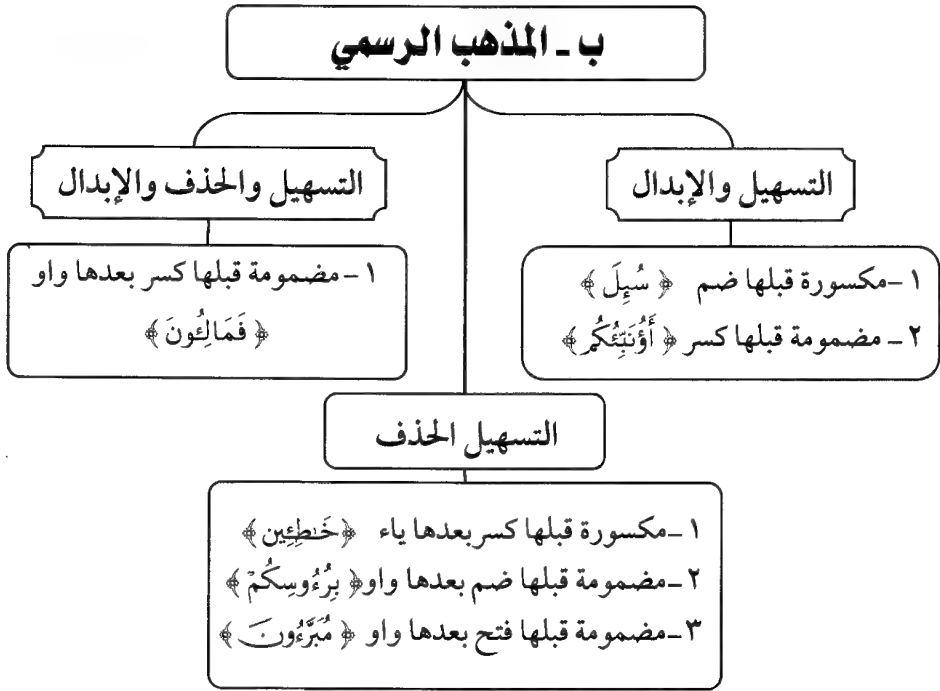 ب ـ المذهب الرسمي
التسهيل والإبدال
١ ـ مكسورة قبلها ضم ﴿ سُئِلَ ﴾
٢ ـ مضمومة قبلها كسر ﴿ أَؤُنَبِّئُكُم ﴾
التسهيل والحذف والإبدال
١ ـ مضمومة قبلها كسر بعدها واو
﴿ فَمَالِـُٔونَ ﴾
التسهيل الحذف
١ ـ مكسورة قبلها كسر بعدها ياء ﴿ خَـٰطِـِٔين ﴾
٢ ـ مضمومة قبلها ضم بعدها واو ﴿ بِرُءُوسِكُمْ ﴾
٣ ـ مضمومة قبلها فتح بعدها واو ﴿ مُبَرَّءُونَ ﴾